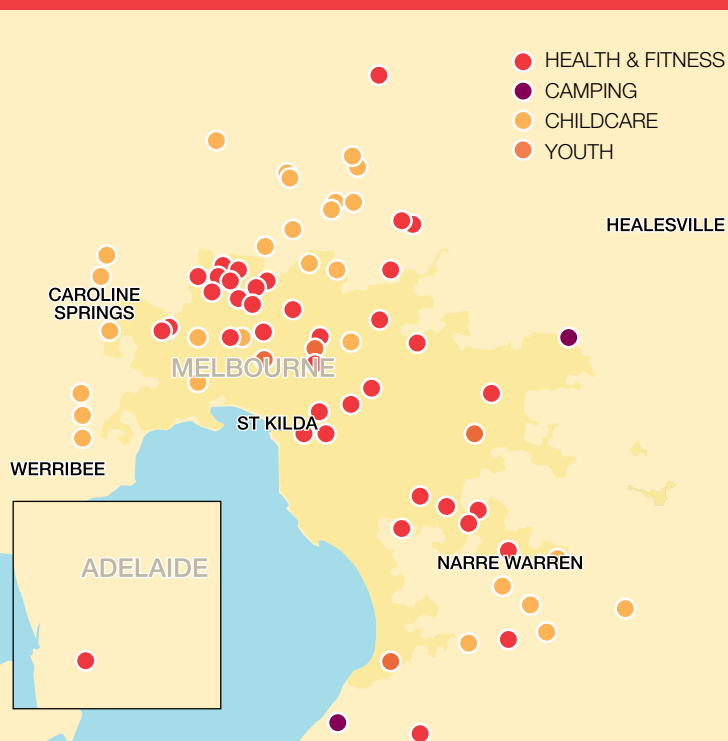 HEALTH & FITNESS
CAMPING
CHILDCARE
YOUTH
HEALESVILLE
CAROLINE
SPRINGS
MELBOURNE
ST KILDA
WERRIBEE
ADELAIDE
NARRE WARREN